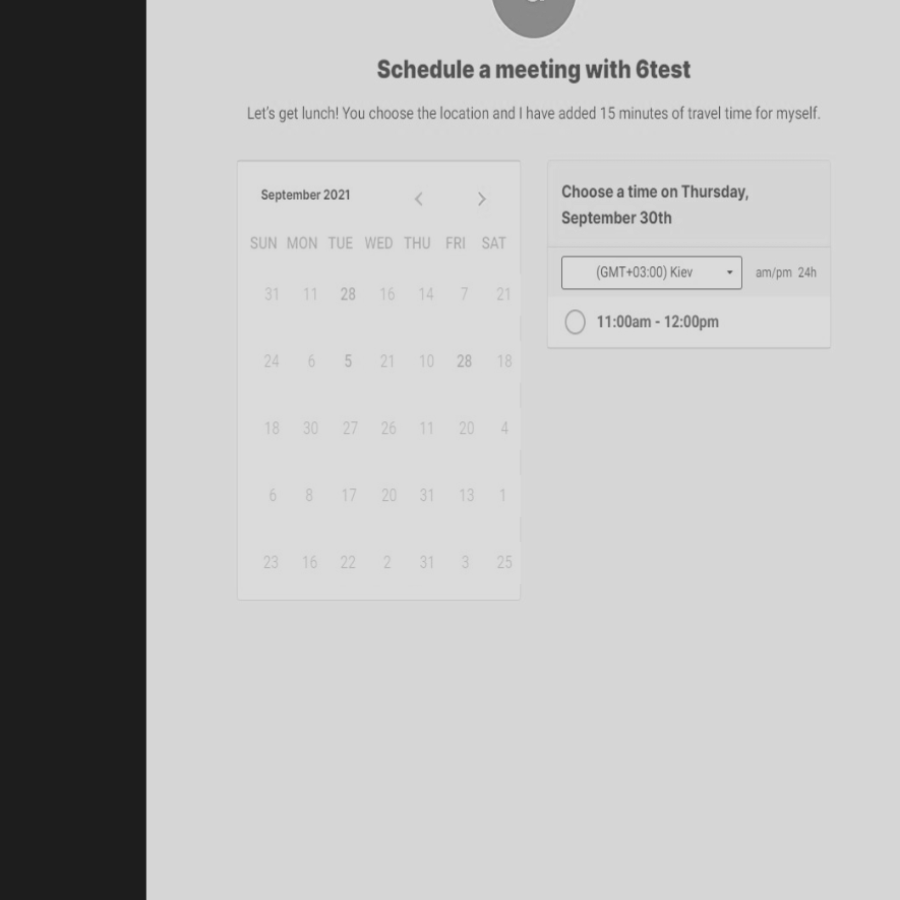 Schedule a meeting with 6test
Let's get lunch! You choose the location and I have added 15 minutes of travel time for myself.
September 2021
SUN MON TUE WED THU FRI SAT
31 11 28 16 14 7 21
24 6 5 21 10 28 18
18 30 27 26 11 20 4
6 8 17 20 31 13 1
23 16 22 2 31 3 25
Choose a time on Thursday,
September 30th
(GMT+03:00) Kiev am/pm 24h
11:00am - 12:00pm